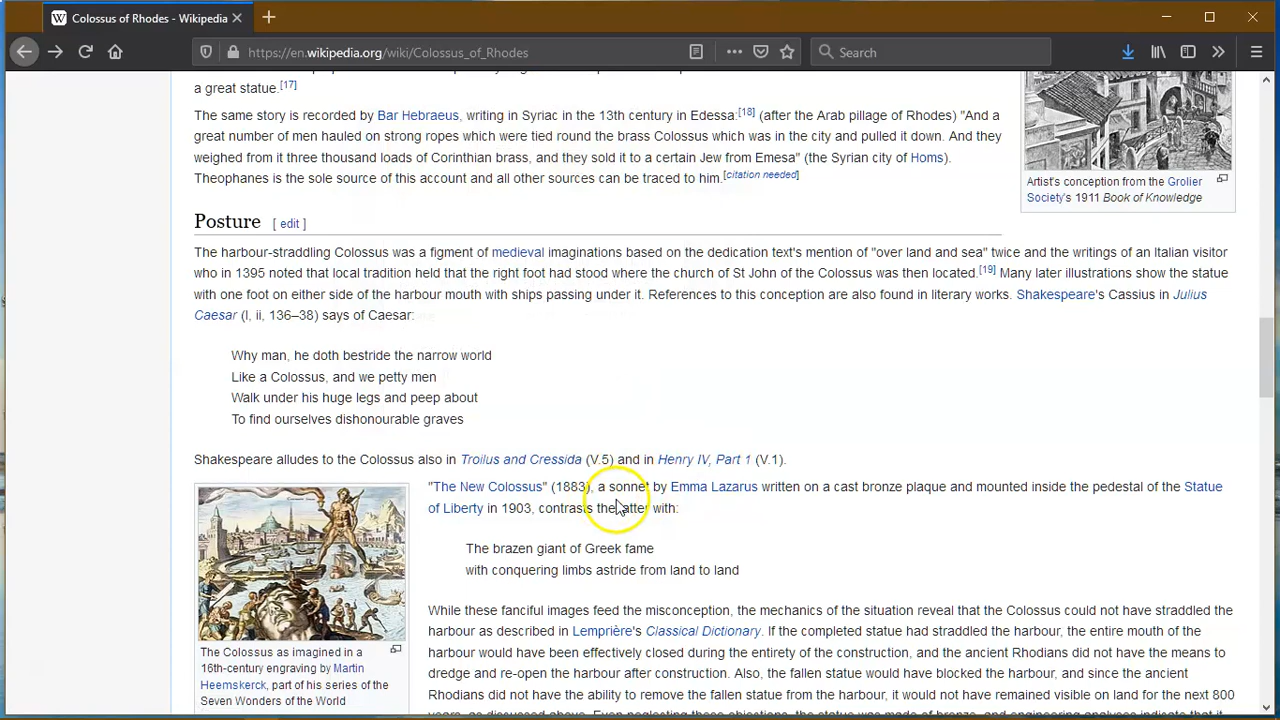 Colossus of Rhodes - Wikipedia
https://en.wikipedia.org/wiki/Colossus_of_Rhodes
Search
a great statue.[17]
The same story is recorded by Bar Hebraeus, writing in Syriac in the 13th century in Edessa:[18] (after the Arab pillage of Rhodes) "And a
great number of men hauled on strong ropes which were tied round the brass Colossus which was in the city and pulled it down. And they
weighed from it three thousand loads of Corinthian brass, and they sold it to a certain Jew from Emesa" (the Syrian city of Homs).
Theophanes is the sole source of this account and all other sources can be traced to him.[citation needed]
Artist's conception from the Grolier
Society's 1911 Book of Knowledge
Posture [ edit ]
The harbour-straddling Colossus was a figment of medieval imaginations based on the dedication text's mention of "over land and sea" twice and the writings of an Italian visitor
who in 1395 noted that local tradition held that the right foot had stood where the church of St John of the Colossus was then located.[19] Many later illustrations show the statue
with one foot on either side of the harbour mouth with ships passing under it. References to this conception are also found in literary works. Shakespeare's Cassius in Julius
Caesar (I, ii, 136–38) says of Caesar:
Why man, he doth bestride the narrow world
Like a Colossus, and we petty men
Walk under his huge legs and peep about
To find ourselves dishonourable graves
Shakespeare alludes to the Colossus also in Troilus and Cressida (V.5) and in Henry IV, Part 1 (V.1).
"The New Colossus" (1883), a sonnet by Emma Lazarus written on a cast bronze plaque and mounted inside the pedestal of the Statue
of Liberty in 1903, contrasts the latter with:
The brazen giant of Greek fame
with conquering limbs astride from land to land
While these fanciful images feed the misconception, the mechanics of the situation reveal that the Colossus could not have straddled the
harbour as described in Lemprière's Classical Dictionary. If the completed statue had straddled the harbour, the entire mouth of the
harbour would have been effectively closed during the entirety of the construction, and the ancient Rhodians did not have the means to
dredge and re-open the harbour after construction. Also, the fallen statue would have blocked the harbour, and since the ancient
Rhodians did not have the ability to remove the fallen statue from the harbour, it would not have remained visible on land for the next 800
years, as discussed above. Even neglecting these objections, the statue was made of bronze, and engineering analyses indicate that it
The Colossus as imagined in a
16th-century engraving by Martin
Heemskerck, part of his series of the
Seven Wonders of the World